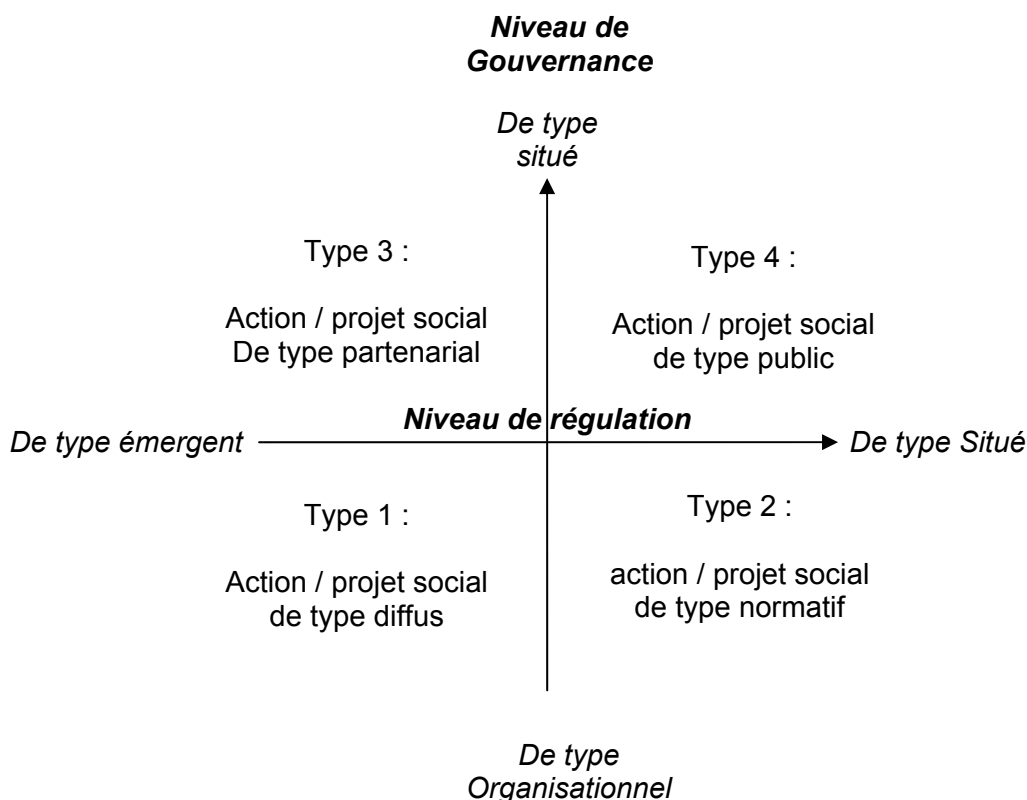 Niveau de
Gouvernance
De type
situé
Type 3 :
Action / projet social
De type partenarial
Type 4 :
Action / projet social
de type public
Niveau de régulation
De type émergent
De type Situé
Type 1 :
Action / projet social
de type diffus
Type 2 :
action / projet social
de type normatif
De type
Organisationnel